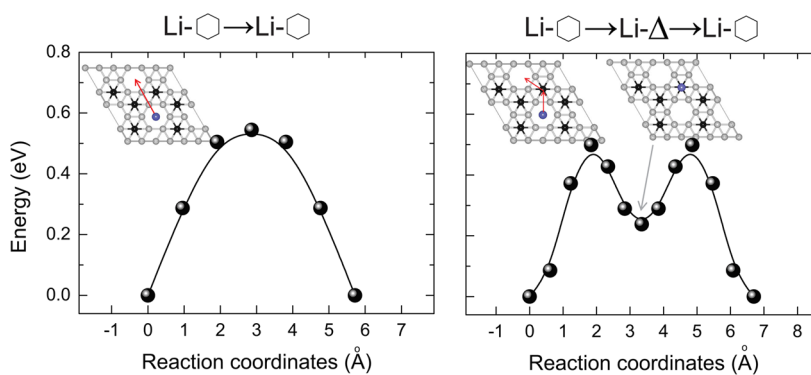 Li-⬡→Li-⬡
Li-⬡→Li-Δ→Li-⬡
0.8
0.6
0.4
0.2
0.0
Energy (eV)
-1 0 1 2 3 4 5 6 7
Reaction coordinates (Å)
-1 0 1 2 3 4 5 6 7 8
Reaction coordinates (Å)